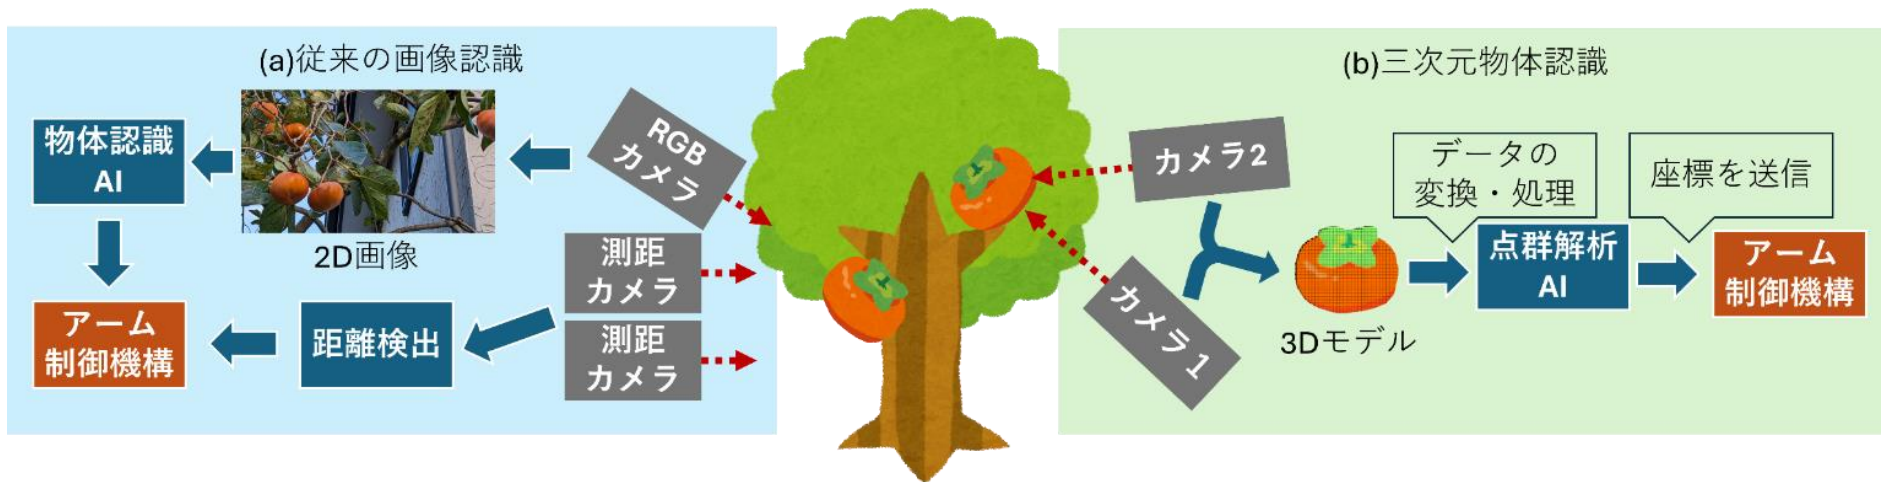 (a)従来の画像認識
物体認識
AI
2D画像
RGB
カメラ
測距
カメラ
測距
カメラ
距離検出
アーム
制御機構
(b)三次元物体認識
カメラ2
カメラ1
3Dモデル
データの
変換・処理
点群解析
AI
座標を送信
アーム
制御機構